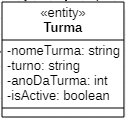 «entity»
Turma
-nomeTurma: string
-turno: string
-anoDaTurma: int
-isActive: boolean